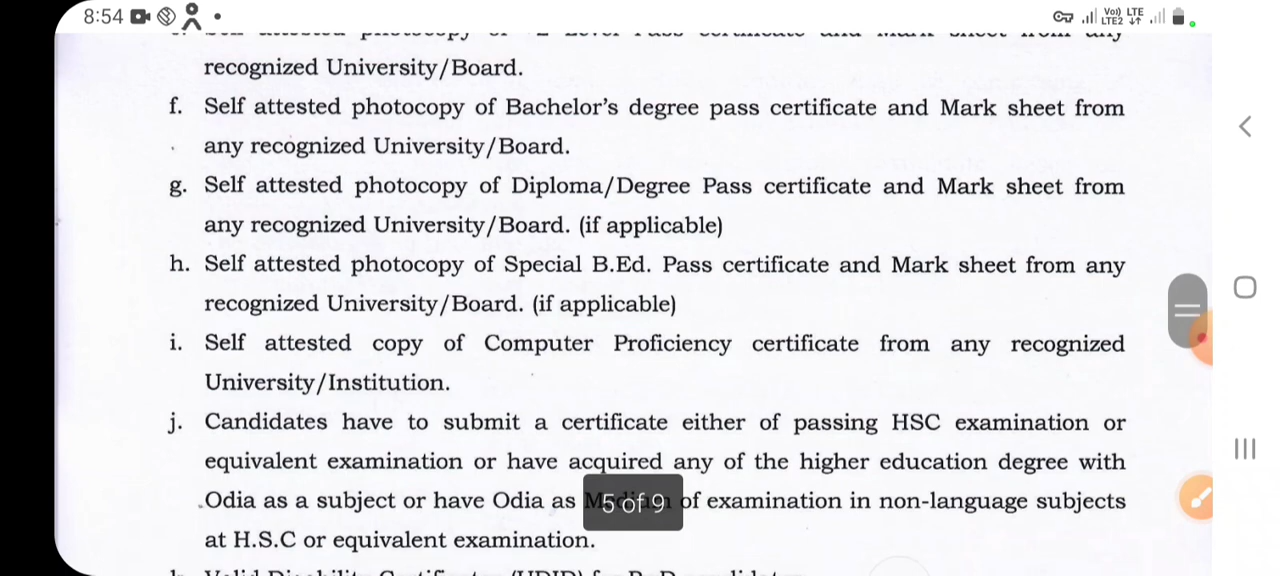 8:54
Vo) LTE
LTE2
recognized University/Board.
f. Self attested photocopy of Bachelor's degree pass certificate and Mark sheet from
any recognized University/Board.
g. Self attested photocopy of Diploma/Degree Pass certificate and Mark sheet from
any recognized University/Board. (if applicable)
h. Self attested photocopy of Special B.Ed. Pass certificate and Mark sheet from any
recognized University/Board. (if applicable)
i. Self attested copy of Computer Proficiency certificate from any recognized
University/Institution.
j. Candidates have to submit a certificate either of passing HSC examination or
equivalent examination or have acquired any of the higher education degree with
Odia as a subject or have Odia as Medium of examination in non-language subjects
5 of 9
at H.S.C or equivalent examination.